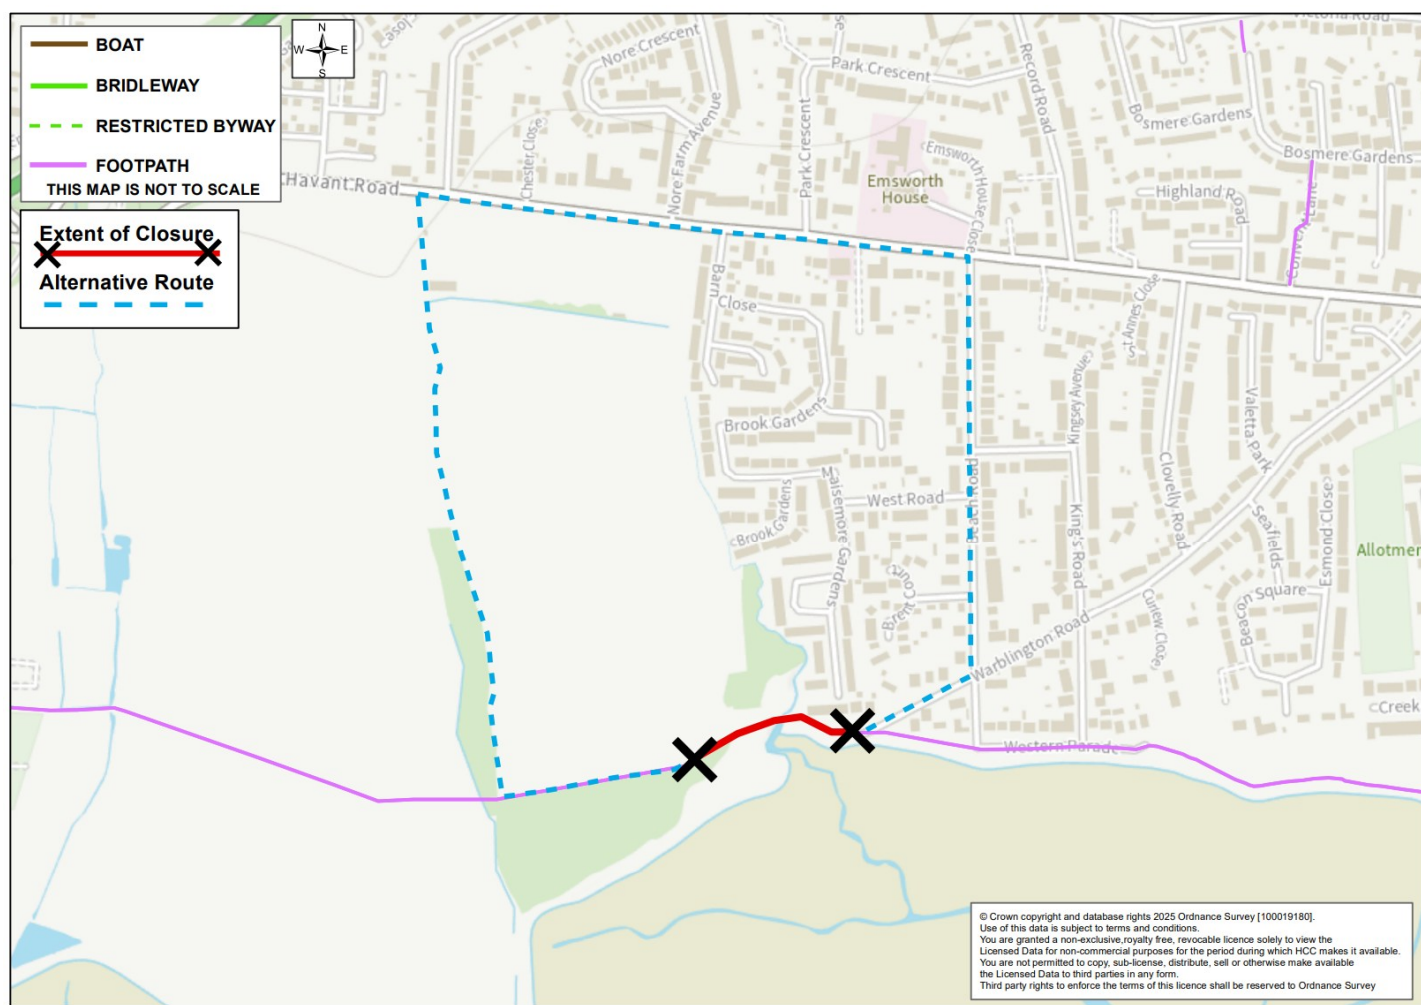 BOAT
BRIDLEWAY
RESTRICTED BYWAY
FOOTPATH
THIS MAP IS NOT TO SCALE
N
W
E
S
Extent of Closure
Alternative Route
Close
Nore Crescent
Park Crescent
Record Road
Victoria Road
Bosmere Gardens
Bosmere Gardens
Chester Close
Nore Farm Avenue
Park Crescent
Emsworth House Close
Emsworth
House
Highland Road
Havant Road
Barn
Close
St Annes Close
Kingsey Avenue
Brook Gardens
Valetta Park
Maisemore Gardens
West Road
Beach Road
Clovelly Road
Seafields
Esmond Close
Brook Gardens
King's Road
Allotmen
Brent Court
Curlew Close
Beacon Square
Warblington Road
Western Parade
Creek
© Crown copyright and database rights 2025 Ordnance Survey [100019180].
Use of this data is subject to terms and conditions.
You are granted a non-exclusive,royalty free, revocable licence solely to view the
Licensed Data for non-commercial purposes for the period during which HCC makes it available.
You are not permitted to copy, sub-license, distribute, sell or otherwise make available
the Licensed Data to third parties in any form.
Third party rights to enforce the terms of this licence shall be reserved to Ordnance Survey